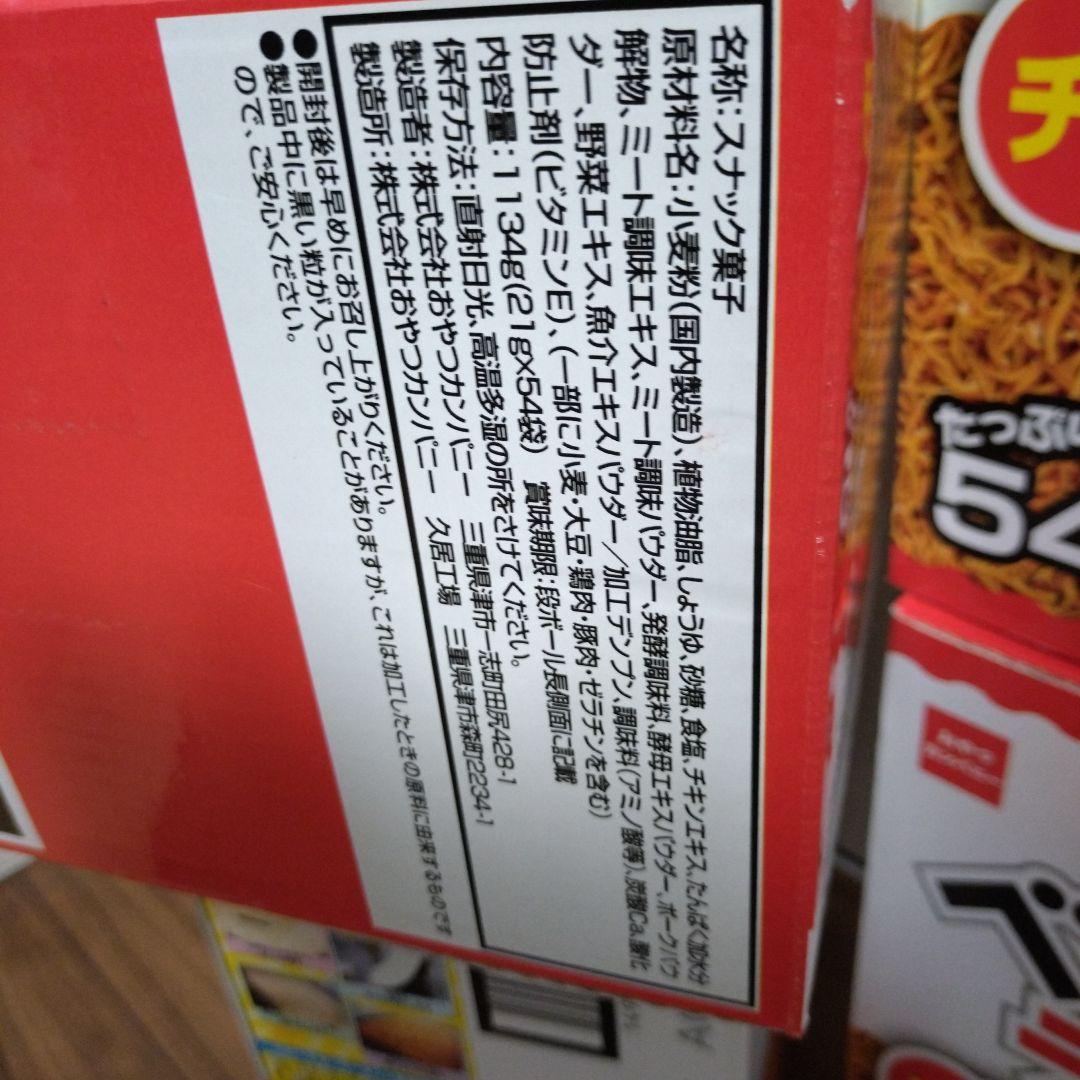 名称：スナック菓子
原材料名：小麦粉(国内製造)、植物油脂、しょうゆ、砂糖、食塩、チキンエキス、たんぱく加水分
解物、ミート調味エキス、ミート調味パウダー、発酵調味料、酵母エキスパウダー、ポークパウ
ダー、野菜エキス、魚介エキスパウダー/加工デンプン、調味料(アミノ酸等)、炭酸Ca、酸化
防止剤(ビタミンE)、(一部に小麦・大豆・鶏肉・豚肉・ゼラチンを含む)
内容量：1134g(21g×54袋) 賞味期限：段ボール長側面に記載
保存方法：直射日光、高温多湿の所をさけてください。
製造者：株式会社おやつカンパニー 三重県津市一志町田尻428-1
製造所：株式会社おやつカンパニー 久居工場 三重県津市森町2234-1
●開封後は早めにお召し上がりください。
●製品中に黒い粒が入っていることがありますが、これは加工したときの原料に由来するものです
ので、ご安心ください。
チ
たっぷり
54
おやつ
カンパニー
ブ